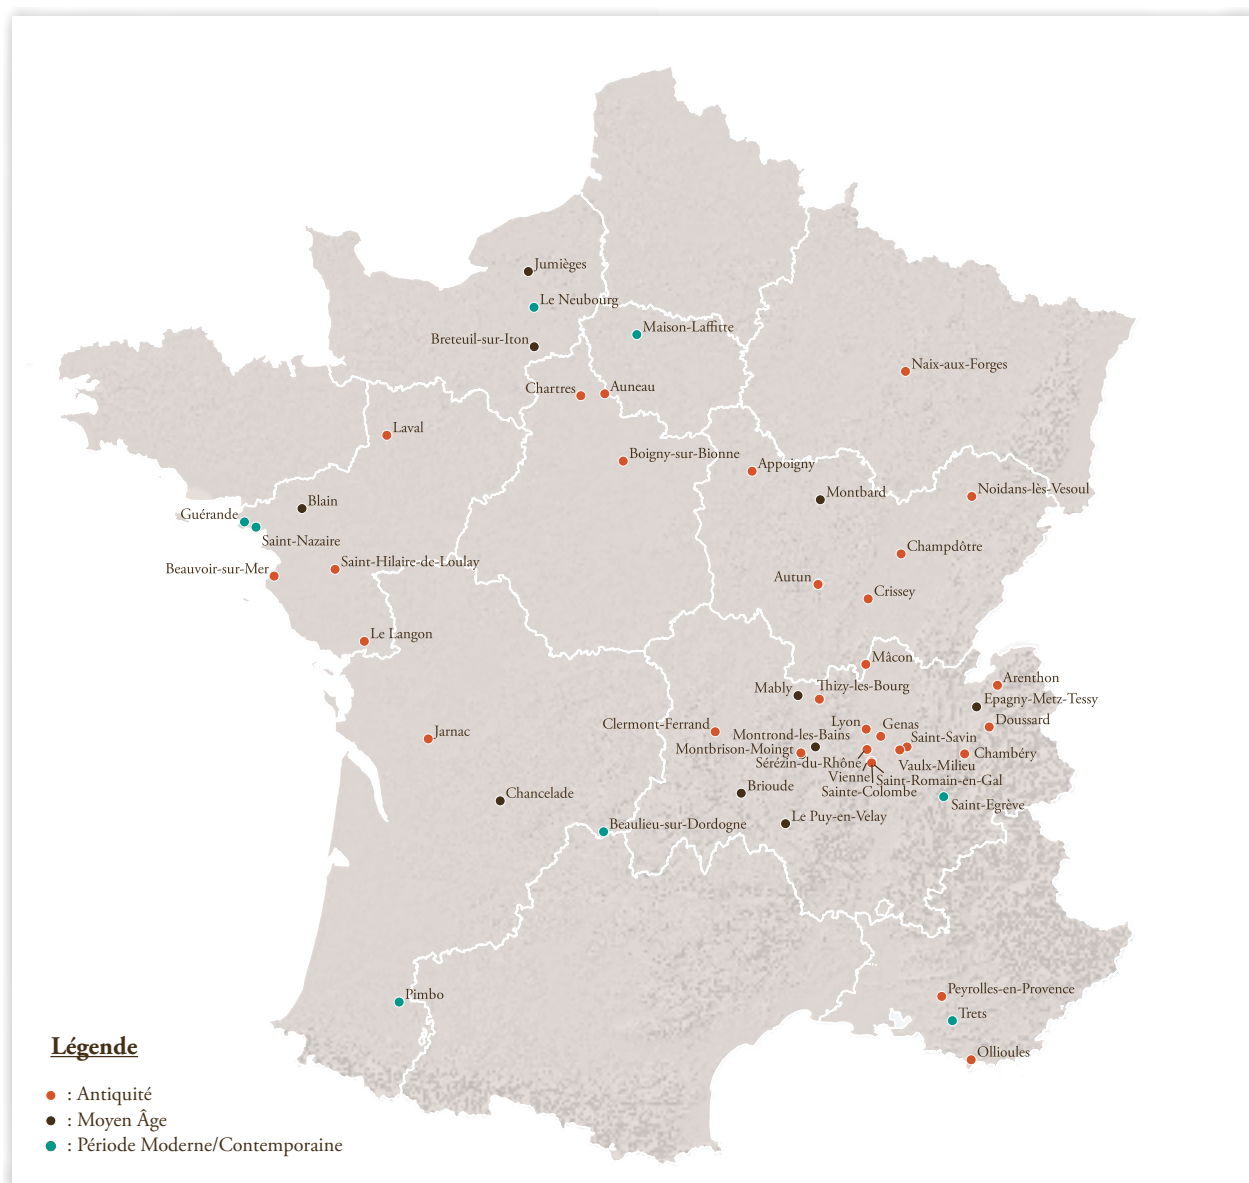 Jumièges
Le Neubourg
Maison-Laffitte
Breteuil-sur-Iton
Naix-aux-Forges
Chartres
Auneau
Laval
Boigny-sur-Bionne
Appoigny
Montbard
Noidans-lès-Vesoul
Blain
Guérande
Saint-Nazaire
Champdôtre
Saint-Hilaire-de-Loulay
Beauvoir-sur-Mer
Autun
Crissey
Le Langon
Mâcon
Arenthon
Mably
Thizy-les-Bourg
Epagny-Metz-Tessy
Doussard
Clermont-Ferrand
Lyon
Genas
Jarnac
Montrond-les-Bains
Saint-Savin
Montbrison-Moingt
Chambéry
Sérézin-du-Rhône
Vaulx-Milieu
Vienne
Saint-Romain-en-Gal
Brioude
Sainte-Colombe
Chancelade
Saint-Egrève
Le Puy-en-Velay
Beaulieu-sur-Dordogne
Peyrolles-en-Provence
Pimbo
Trets
Ollioules
Légende
: Antiquité
: Moyen Âge
: Période Moderne/Contemporaine